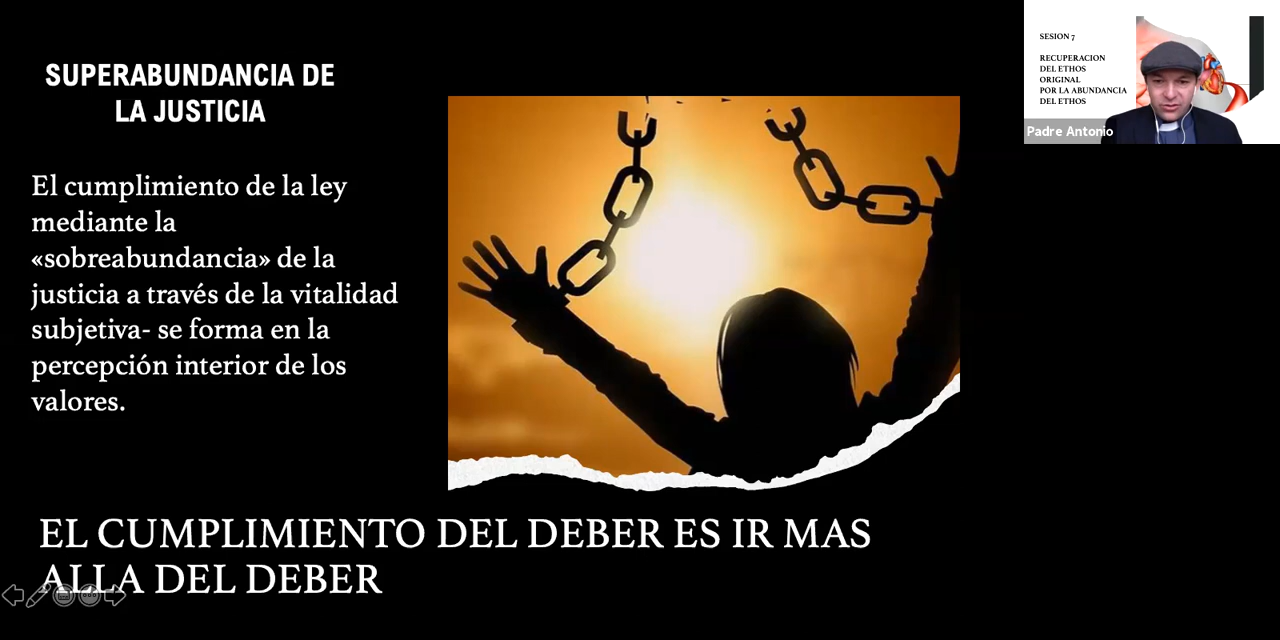 SUPERABUNDANCIA DE
LA JUSTICIA
El cumplimiento de la ley
mediante la
«sobreabundancia» de la
justicia a través de la vitalidad
subjetiva- se forma en la
percepción interior de los
valores.
EL CUMPLIMIENTO DEL DEBER ES IR MAS
ALLA DEL DEBER
SESION 7
RECUPERACION
DEL ETHOS
ORIGINAL
POR LA ABUNDANCIA
DEL ETHOS
Padre Antonio